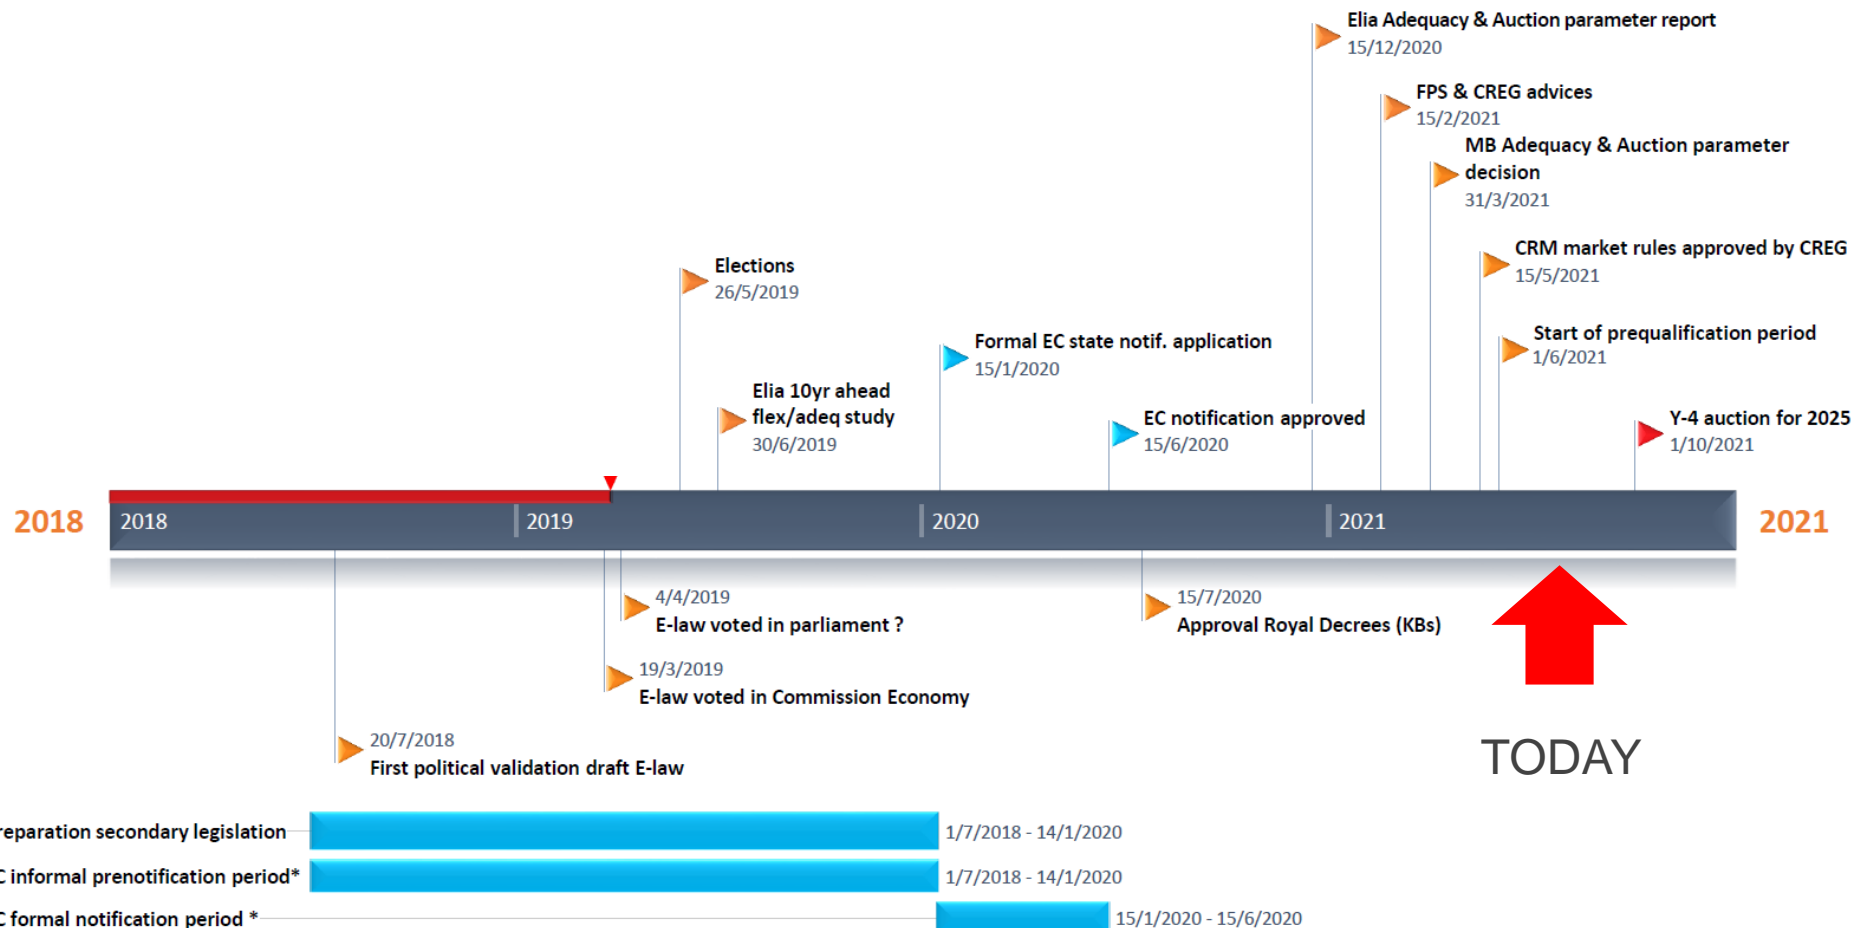 Elia Adequacy & Auction parameter report
15/12/2020
FPS & CREG advices
15/2/2021
MB Adequacy & Auction parameter
decision
31/3/2021
CRM market rules approved by CREG
15/5/2021
Elections
26/5/2019
Start of prequalification period
1/6/2021
Formal EC state notif. application
15/1/2020
Elia 10yr ahead
flex/adeq study
30/6/2019
EC notification approved
15/6/2020
Y-4 auction for 2025
1/10/2021
2018 2018 2019 2020 2021 2021
4/4/2019
E-law voted in parliament ?
15/7/2020
Approval Royal Decrees (KBs)
19/3/2019
E-law voted in Commission Economy
20/7/2018
First political validation draft E-law
TODAY
reparation secondary legislation 1/7/2018 - 14/1/2020
C informal prenotification period* 1/7/2018 - 14/1/2020
C formal notification period * 15/1/2020 - 15/6/2020